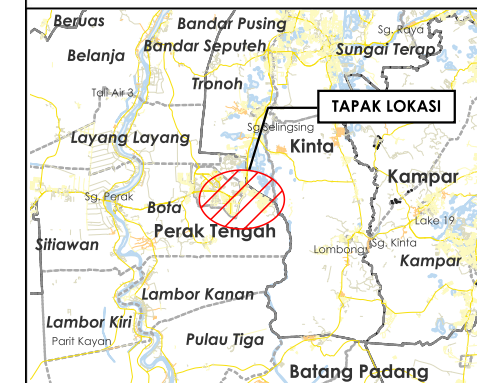 Beruas
Bandar Pusing
Sg. Raya
Bandar Seputeh
Sungai Terap
Belanja
Tronoh
Tali Air 3
TAPAK LOKASI
Sg Selingsing
Layang Layang
Kinta
Kampar
Sg. Perak
Bota
Lake 19
Perak Tengah
Sitiawan
Lombong
Sg. Kinta
Kampar
Lambor Kanan
Lambor Kiri
Parit Kayan
Pulau Tiga
Batang Padang